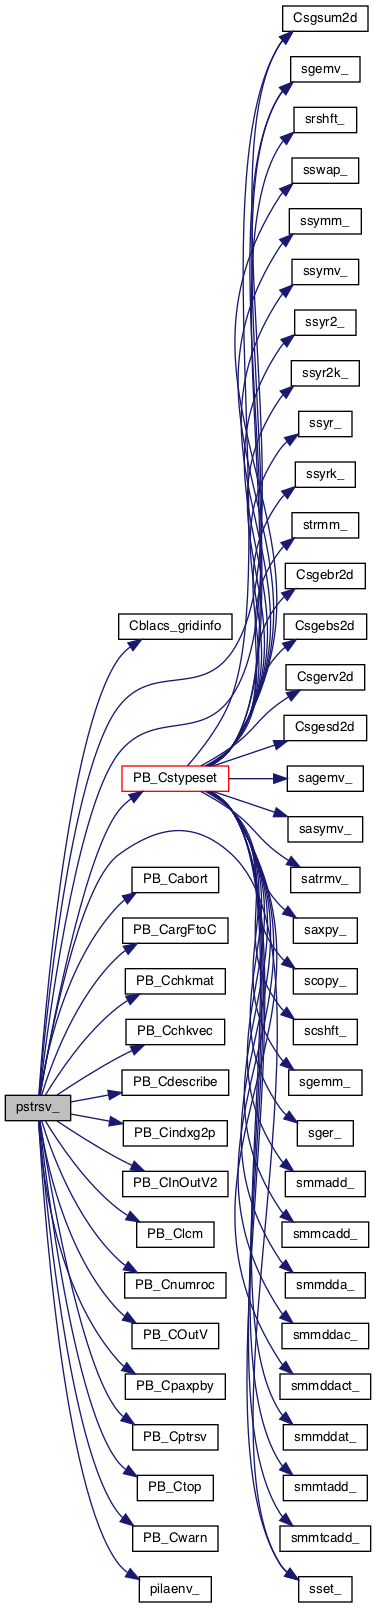 Csgsum2d
sgemv_
srshft_
sswap_
ssymm_
ssymv_
ssyr2_
ssyr2k_
ssyr_
ssyrk_
strmm_
Csgebr2d
Cblacs_gridinfo
Csgebs2d
Csgerv2d
Csgesd2d
PB_Cstypeset
sagemv_
sasymv_
PB_Cabort
satrmv_
PB_CargFtoC
saxpy_
PB_Cchkmat
scopy_
PB_Cchkvec
scshft_
PB_Cdescribe
sgemm_
pstrsv_
PB_Cindxg2p
sger_
PB_CInOutV2
smmadd_
PB_Clcm
smmcadd_
PB_Cnumroc
smmdda_
PB_COutV
smmddac_
PB_Cpaxpby
smmddact_
PB_Cptrsv
smmddat_
PB_Ctop
smmtadd_
PB_Cwarn
smmtcadd_
pilaenv_
sset_